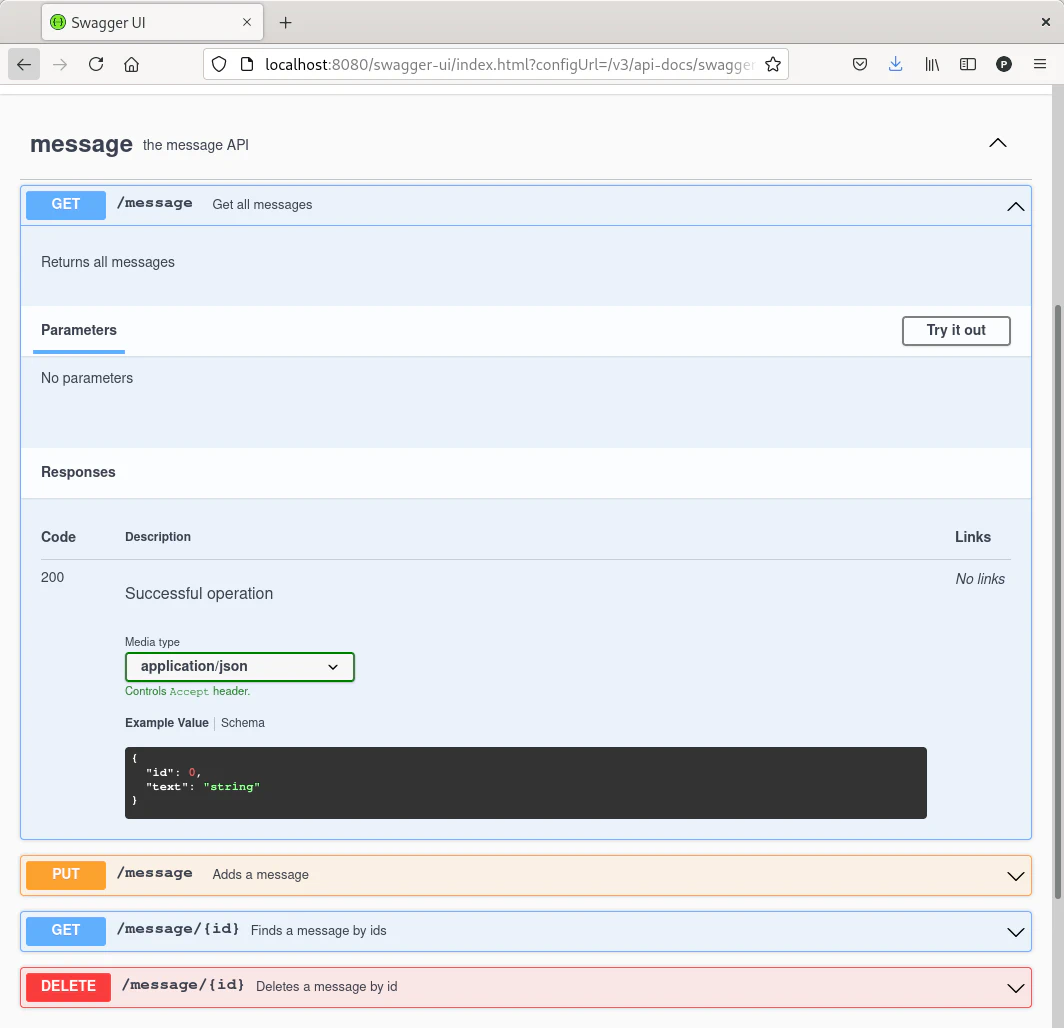 Swagger UI
localhost:8080/swagger-ui/index.html?configUrl=/v3/api-docs/swagger
P
message the message API
GET /message Get all messages
Returns all messages
Parameters Try it out
No parameters
Responses
Code Description Links
200 No links
Successful operation
Media type
application/json
Controls Accept header.
Example Value Schema
{
"id": 0,
"text": "string"
}
PUT /message Adds a message
GET /message/{id} Finds a message by ids
DELETE /message/{id} Deletes a message by id